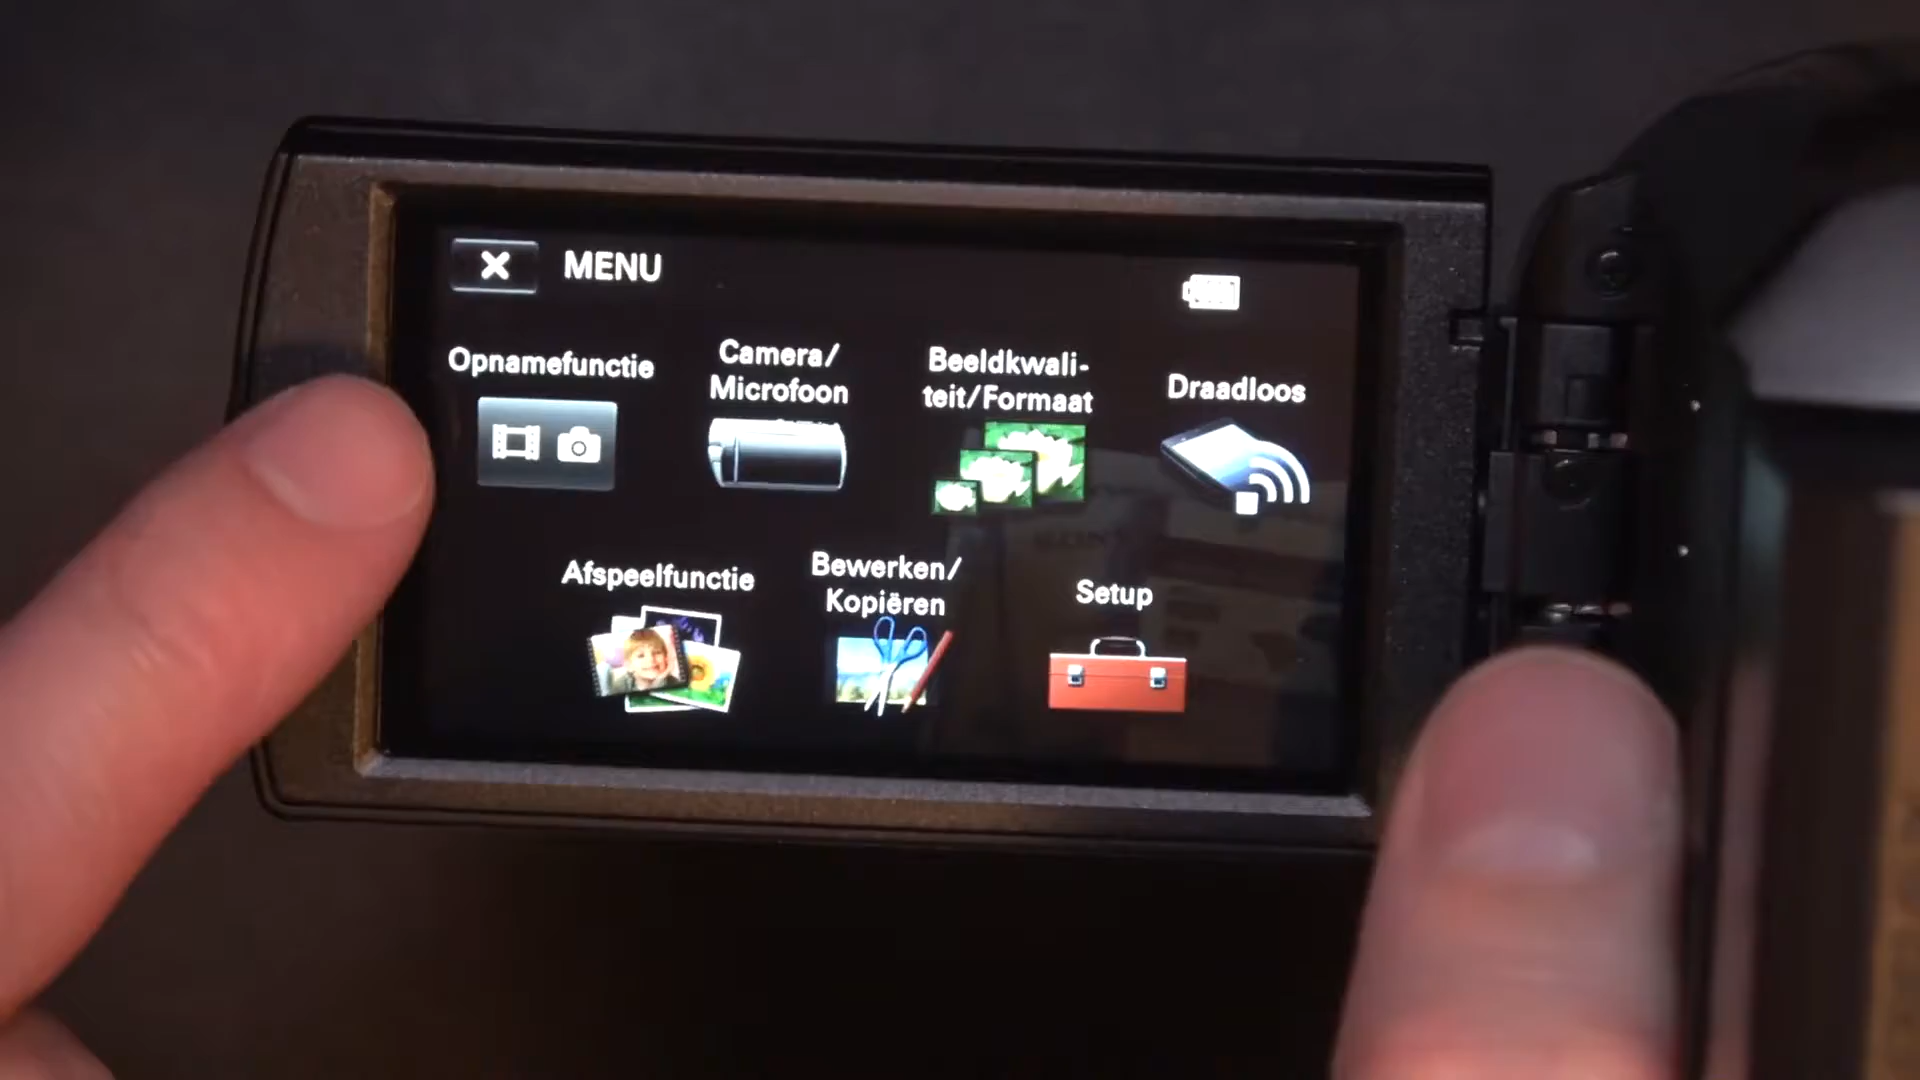 MENU
Opnamefunctie
Camera/
Microfoon
Beeldkwali-
teit/Formaat
Draadloos
Afspeelfunctie
Bewerken/
Kopiëren
Setup